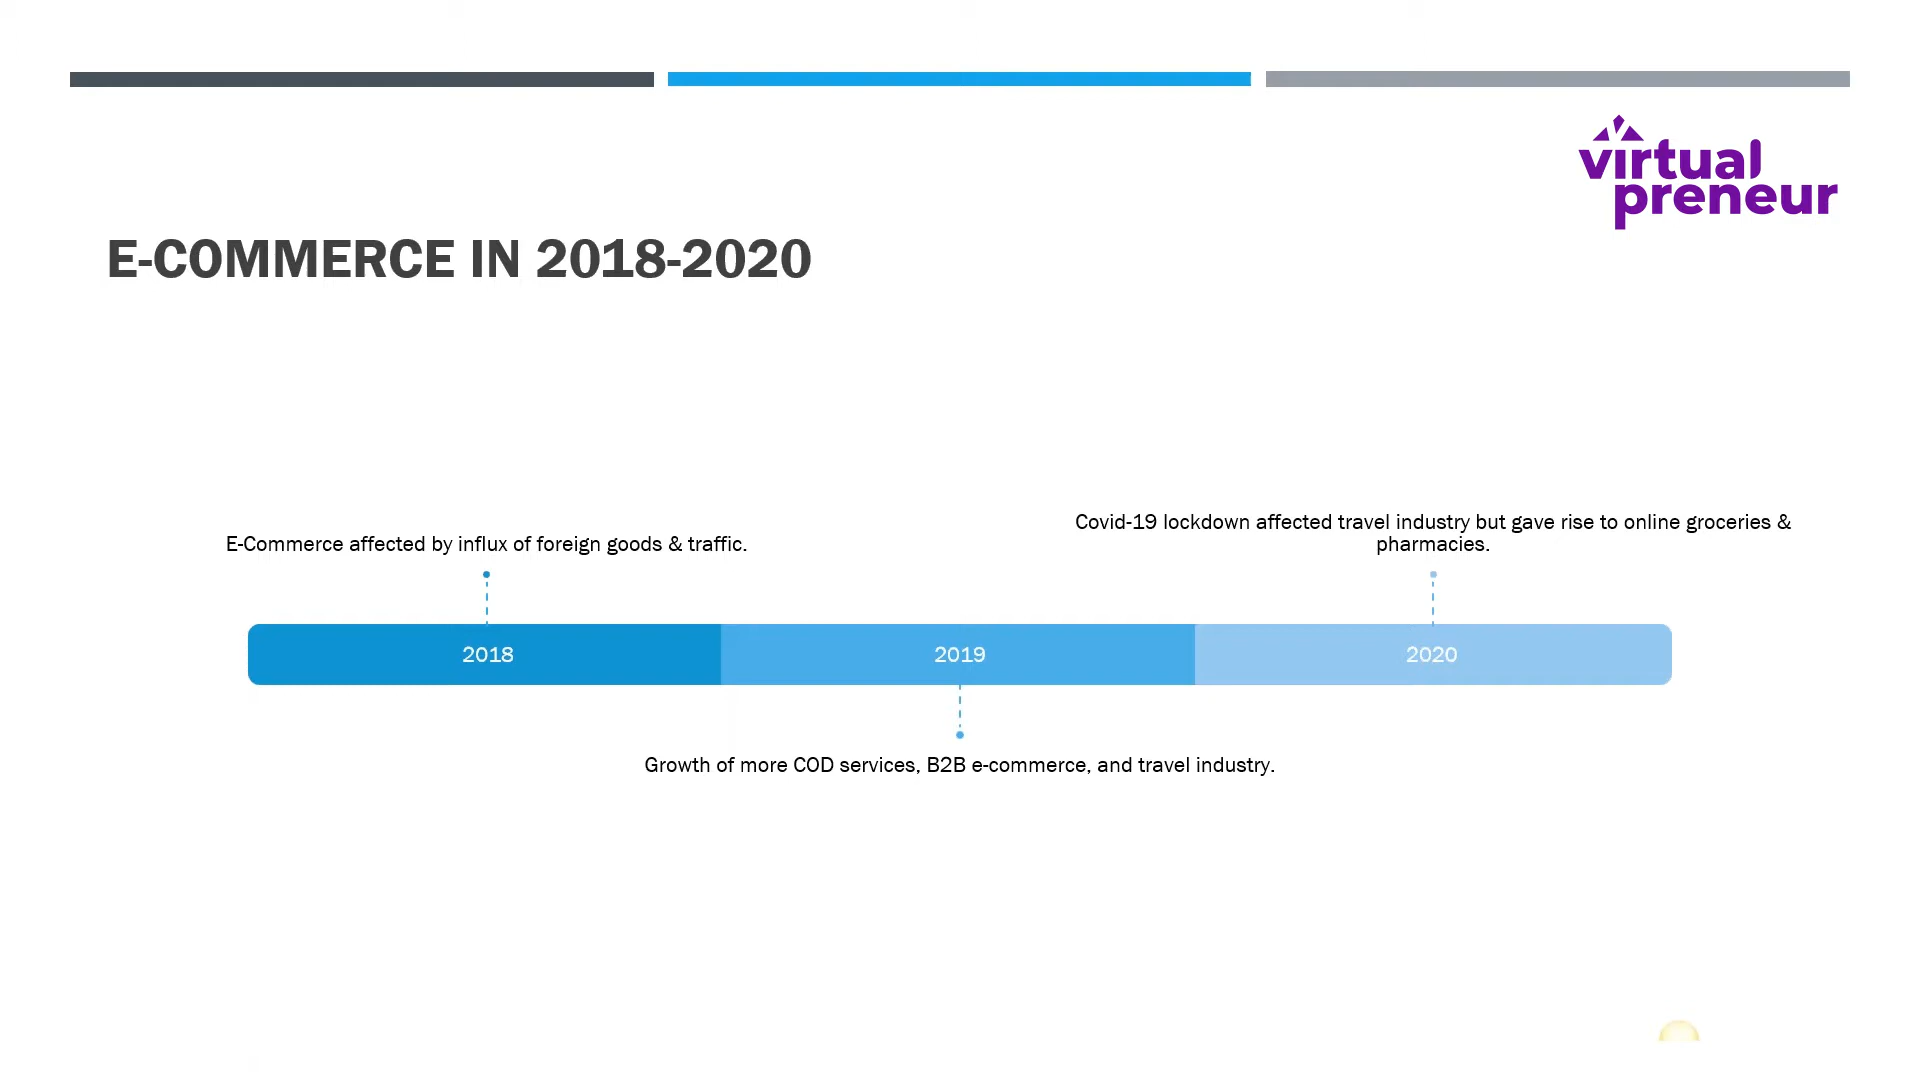 virtual
preneur
E-COMMERCE IN 2018-2020
Covid-19 lockdown affected travel industry but gave rise to online groceries &
pharmacies.
E-Commerce affected by influx of foreign goods & traffic.
2018
2019
2020
Growth of more COD services, B2B e-commerce, and travel industry.